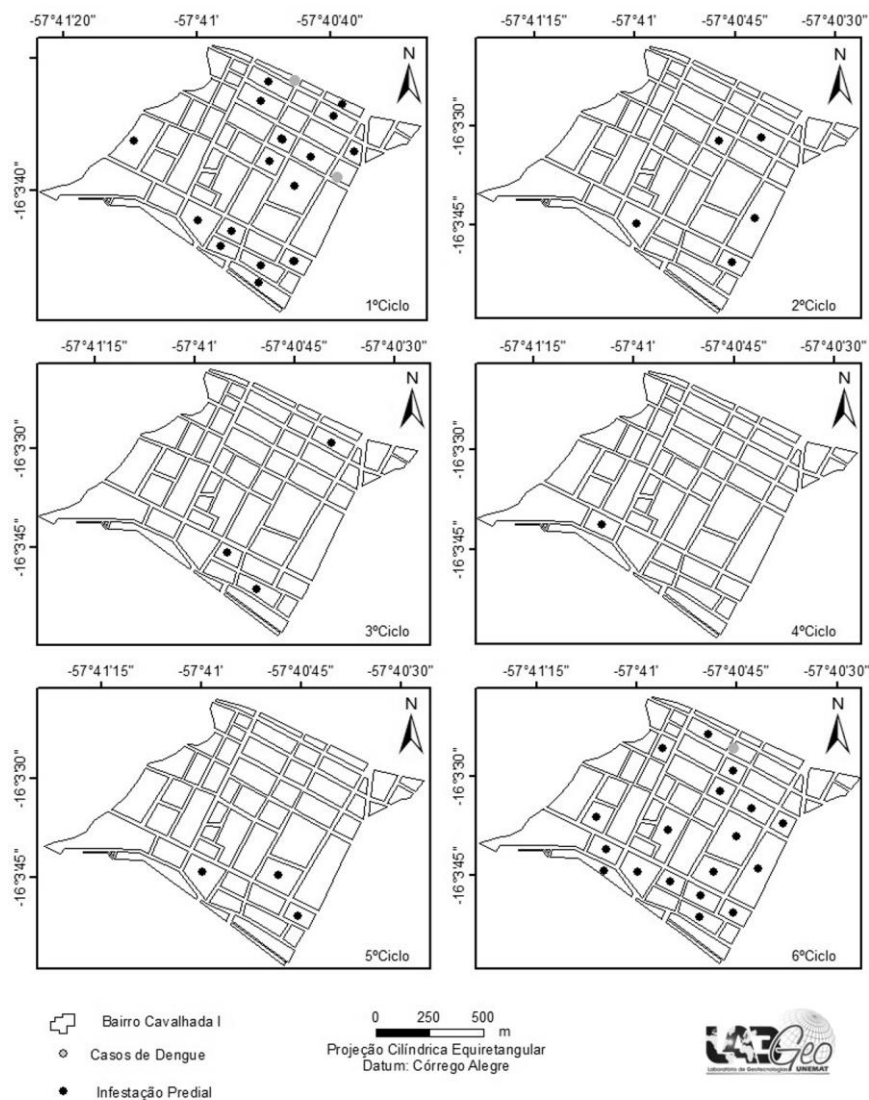 -57°41'20" -57°41' -57°40'40"
N
-16°3'40"
1ºCiclo
-57°41'15" -57°41' -57°40'45" -57°40'30"
N
-16°3'30"
-16°3'45"
2ºCiclo
-57°41'15" -57°41' -57°40'45" -57°40'30"
N
-16°3'30"
-16°3'45"
3ºCiclo
-57°41'15" -57°41' -57°40'45" -57°40'30"
N
-16°3'30"
-16°3'45"
4ºCiclo
-57°41'15" -57°41' -57°40'45" -57°40'30"
N
-16°3'30"
-16°3'45"
5ºCiclo
-57°41'15" -57°41' -57°40'45" -57°40'30"
N
-16°3'30"
-16°3'45"
6ºCiclo
Bairro Cavalhada I
Casos de Dengue
Infestação Predial
0 250 500
m
Projeção Cilíndrica Equiretangular
Datum: Córrego Alegre
Geo
Laboratório de Geotecnologias UNEMAT